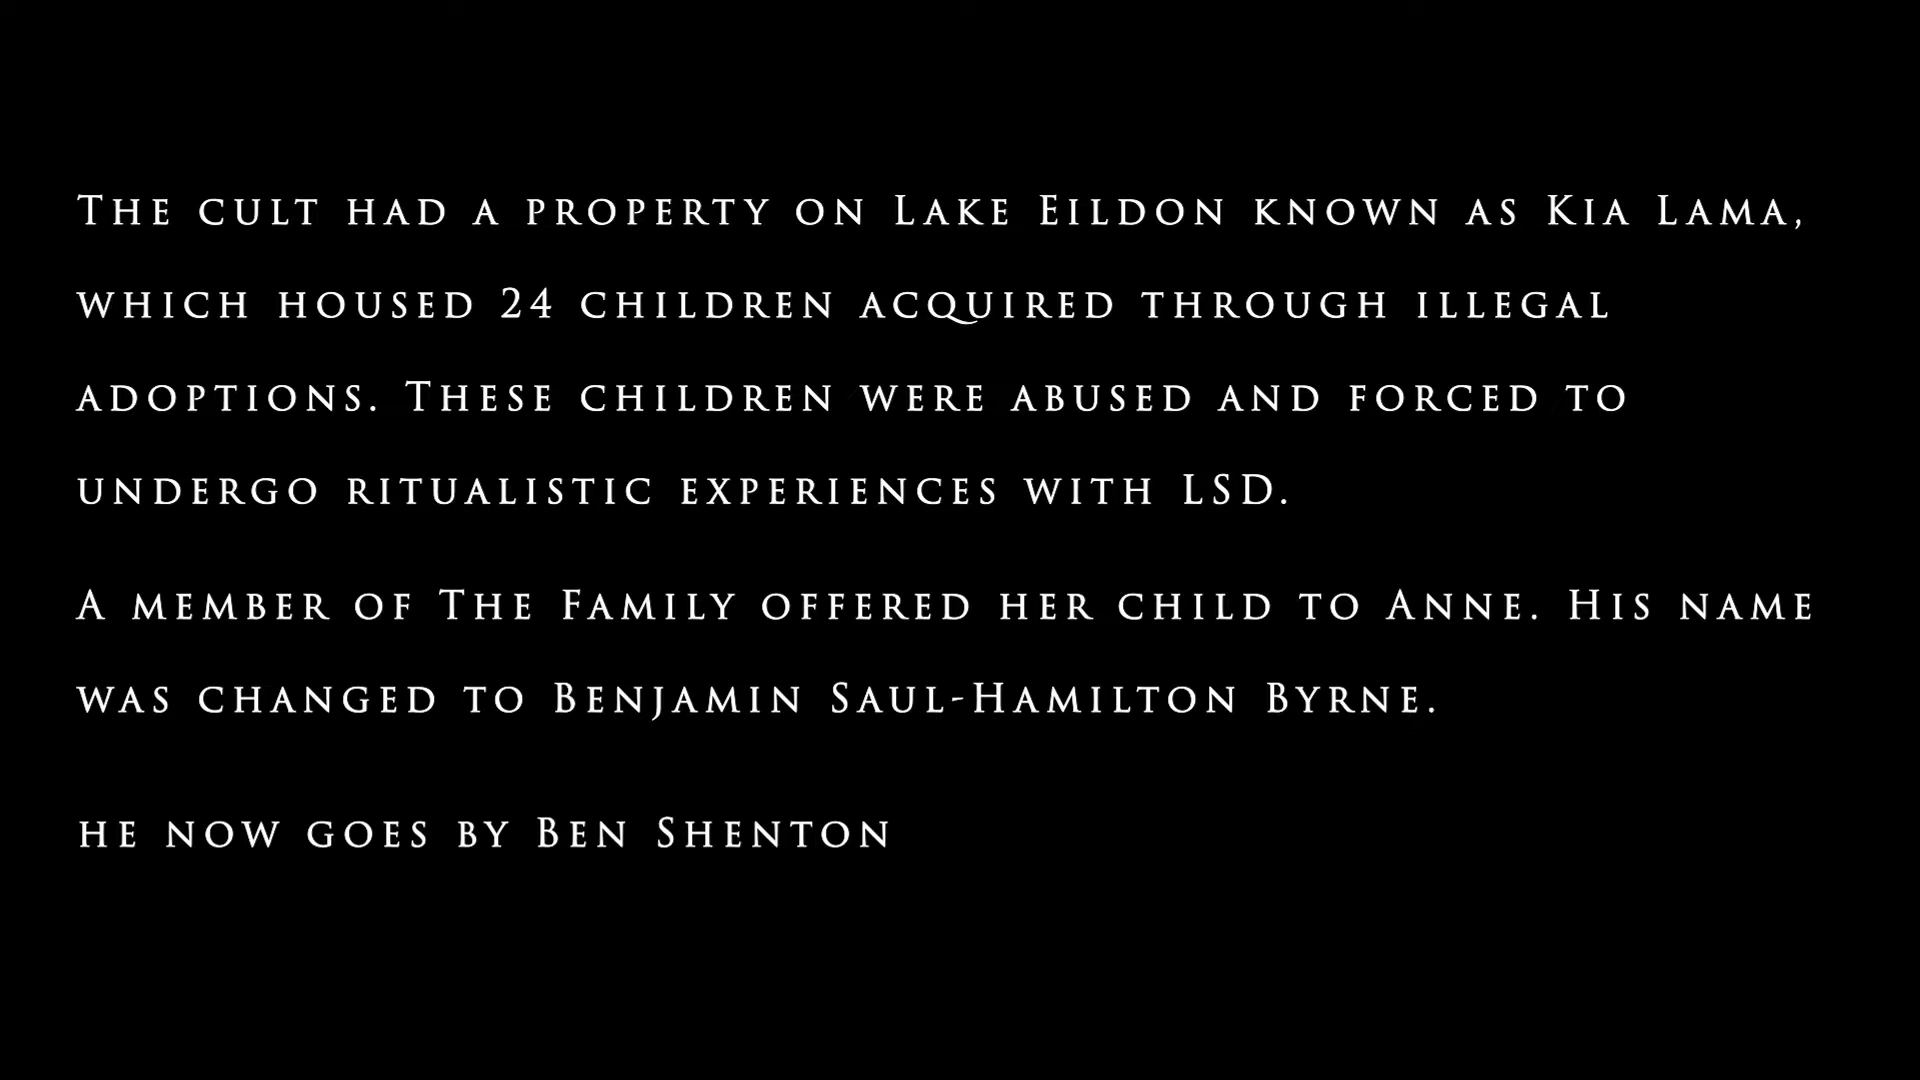 The cult had a property on Lake Eildon known as Kia Lama,
which housed 24 children acquired through illegal
adoptions. These children were abused and forced to
undergo ritualistic experiences with LSD.
A member of The Family offered her child to Anne. His name
was changed to Benjamin Saul-Hamilton Byrne.
he now goes by Ben Shenton